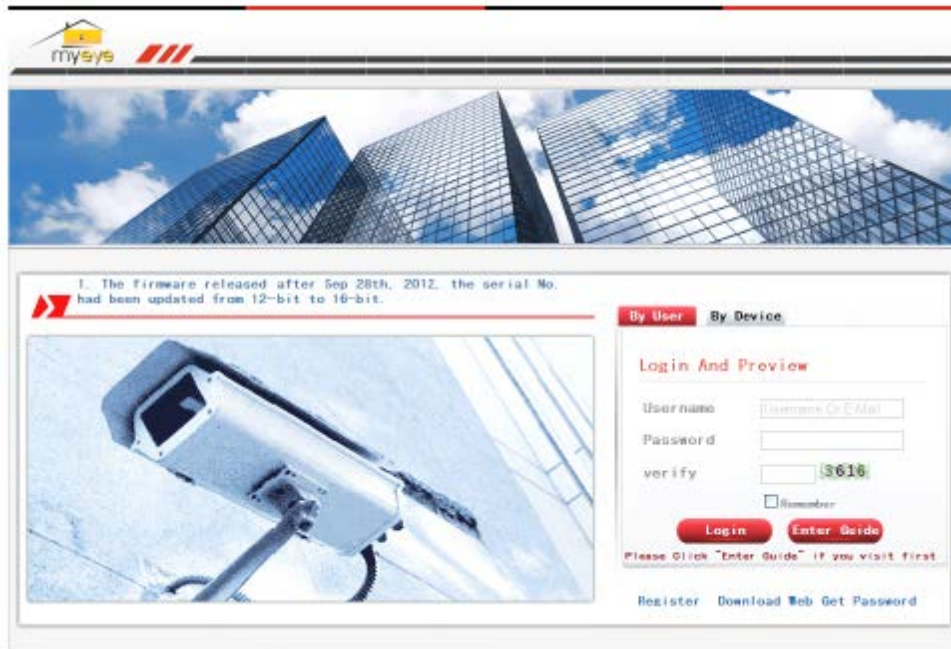 myeye
1. The firmware released after Sep 28th, 2012, the serial No.
had been updated from 12-bit to 16-bit.
By User By Device
Login And Preview
Username Username Or E-Mail
Password
verify 3616
Remember
Login Enter Guide
Please Click "Enter Guide" if you visit first
Register Download Web Get Password